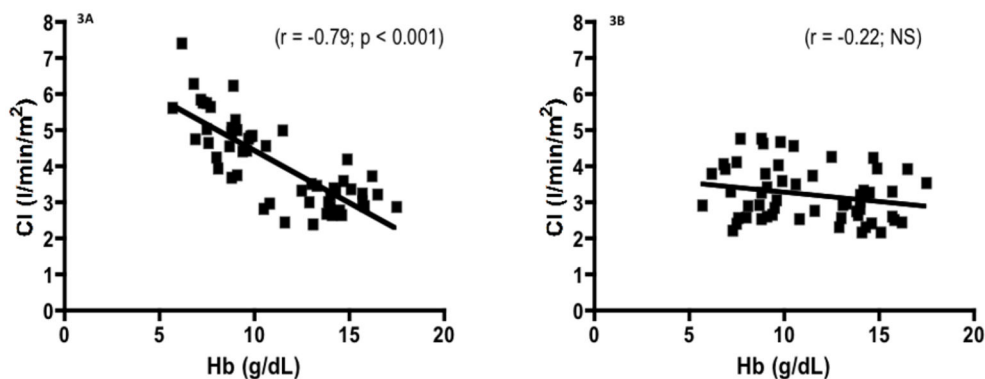 3A
(r = -0.79; p < 0.001)
CI (l/min/m²)
8
7
6
5
4
3
2
1
0
0 5 10 15 20
Hb (g/dL)
3B
(r = -0.22; NS)
CI (l/min/m²)
8
7
6
5
4
3
2
1
0
0 5 10 15 20
Hb (g/dL)